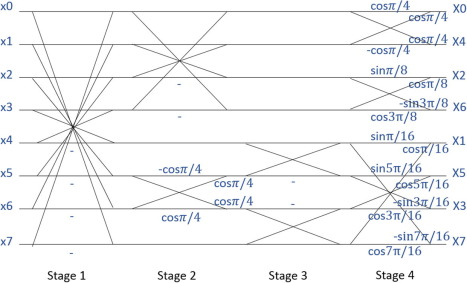 x0 cosπ/4 X0
cosπ/4
x1 cosπ/4 X4
-cosπ/4
x2 sinπ/8 X2
- cosπ/8
x3 -sin3π/8 X6
- cos3π/8
x4 sinπ/16 X1
- cosπ/16
x5 -cosπ/4 sin5π/16 X5
- cosπ/4 - cos5π/16
x6 cosπ/4 - -sin3π/16 X3
- cosπ/4 cos3π/16
x7 -sin7π/16 X7
- cos7π/16
Stage 1 Stage 2 Stage 3 Stage 4